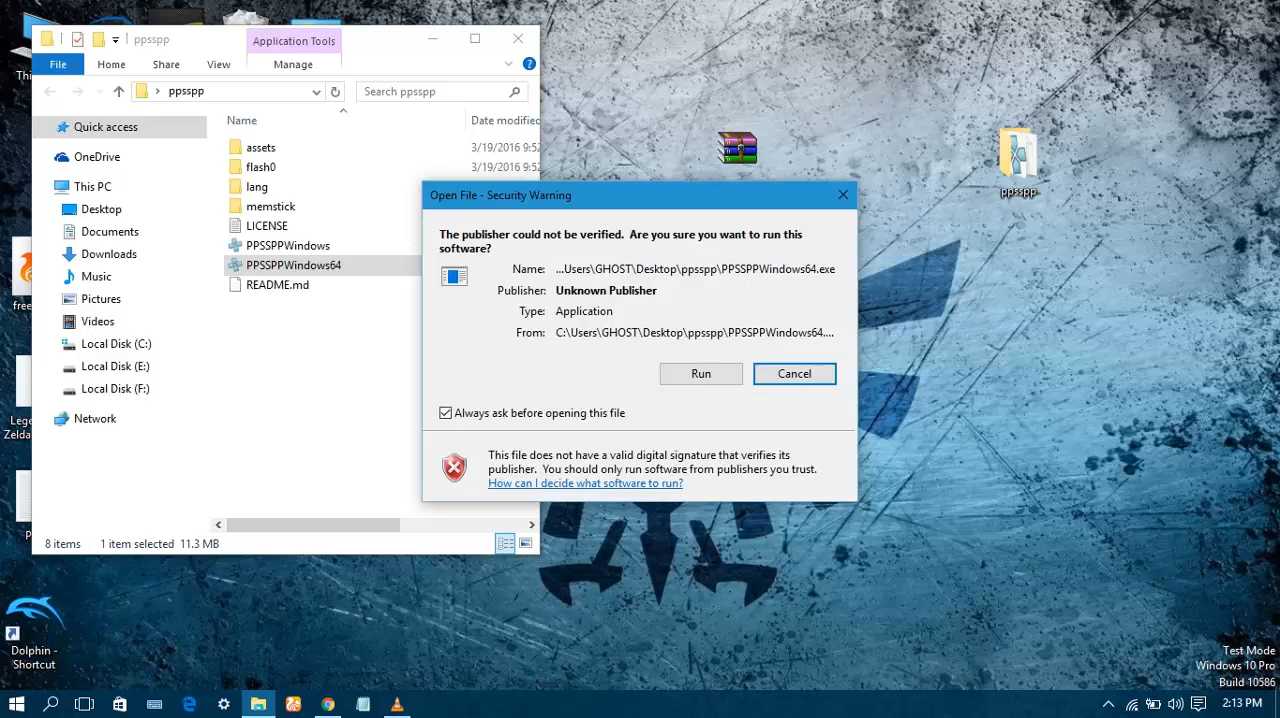 ppsspp
Application Tools
File
Home
Share
View
Manage
ppsspp
Search ppsspp
Quick access
OneDrive
This PC
Desktop
Documents
Downloads
Music
Pictures
Videos
Local Disk (C:)
Local Disk (E:)
Local Disk (F:)
Network
Name
Date modified
assets
3/19/2016 9:52
flash0
3/19/2016 9:52
lang
memstick
LICENSE
PPSSPPWindows
PPSSPPWindows64
README.md
8 items
1 item selected 11.3 MB
Open File - Security Warning
The publisher could not be verified. Are you sure you want to run this
software?
Name: ...Users\GHOST\Desktop\ppsspp\PPSSPPWindows64.exe
Publisher: Unknown Publisher
Type: Application
From: C:\Users\GHOST\Desktop\ppsspp\PPSSPPWindows64....
Run
Cancel
Always ask before opening this file
This file does not have a valid digital signature that verifies its
publisher. You should only run software from publishers you trust.
How can I decide what software to run?
ppsspp
Thi
free
Lege
Zelda
P
Dolphin -
Shortcut
Test Mode
Windows 10 Pro
Build 10586
2:13 PM